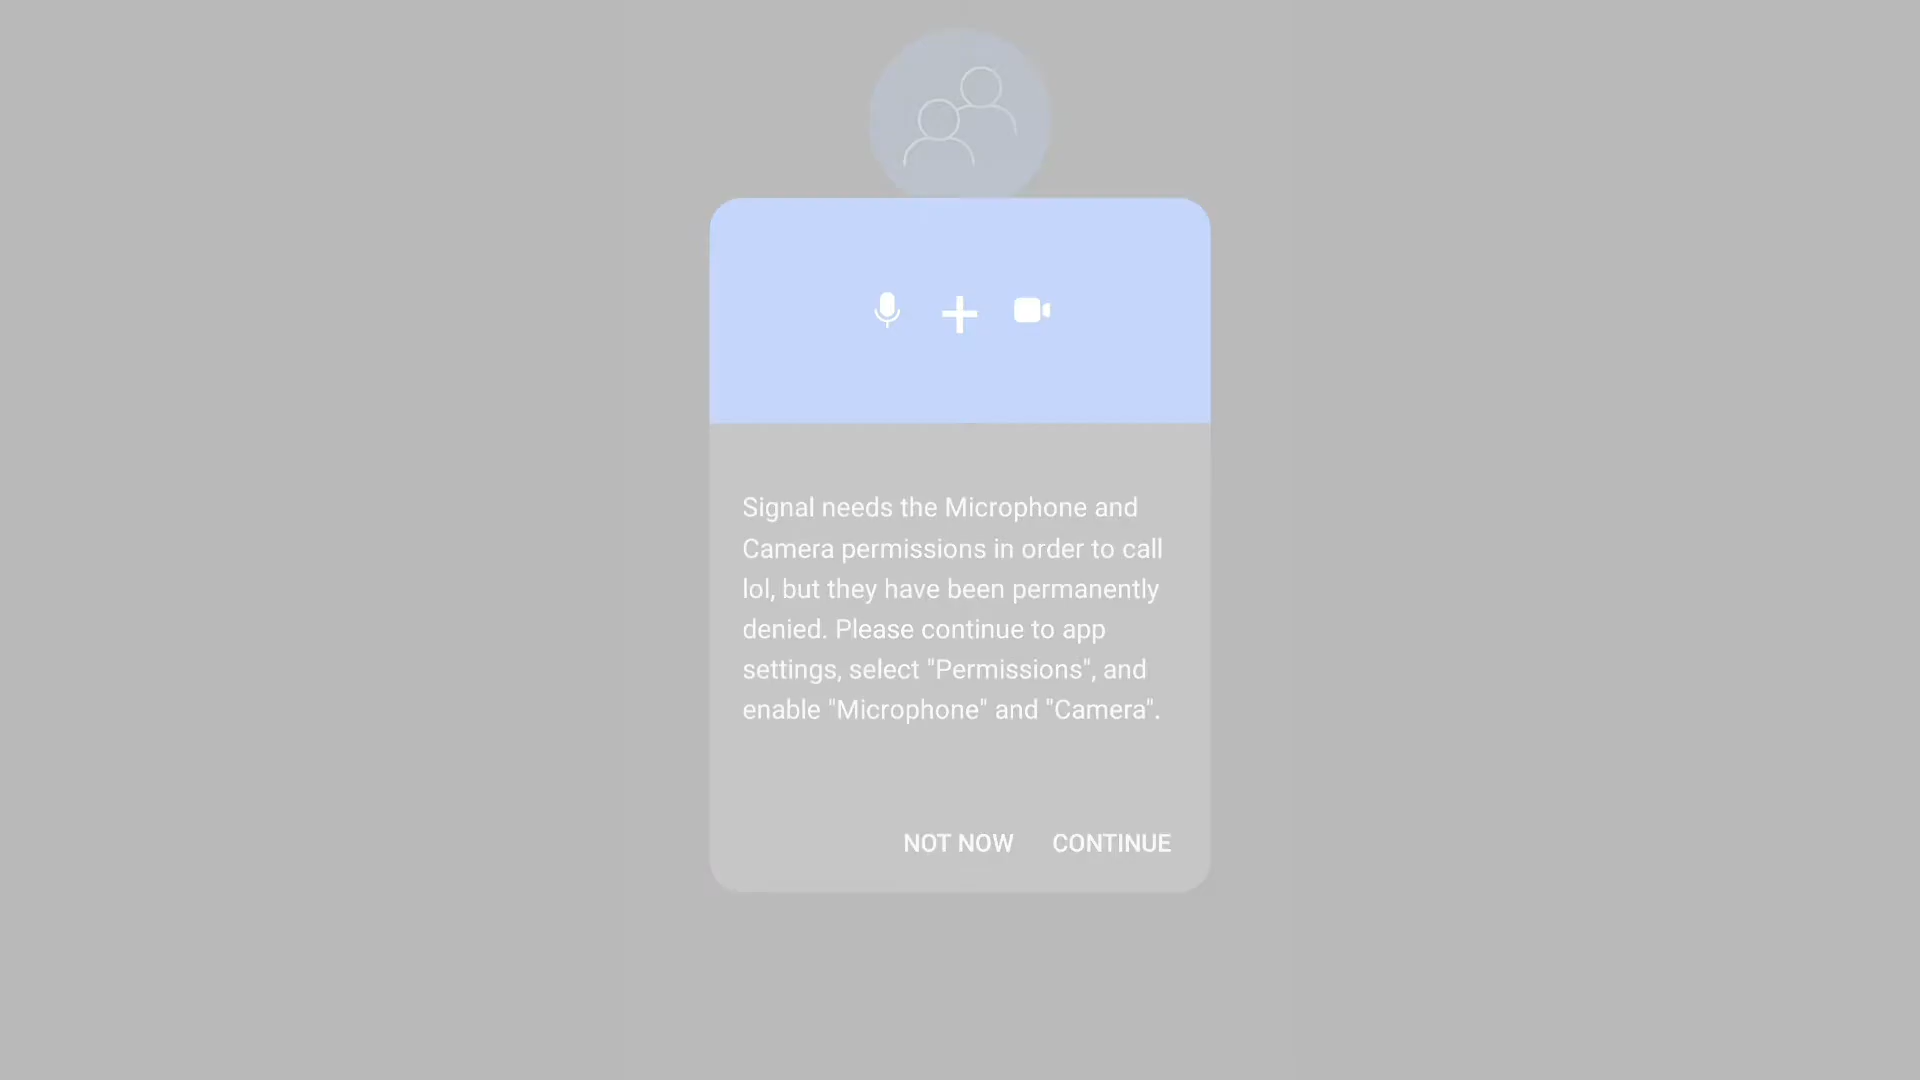 Signal needs the Microphone and
Camera permissions in order to call
lol, but they have been permanently
denied. Please continue to app
settings, select "Permissions", and
enable "Microphone" and "Camera".
NOT NOW CONTINUE